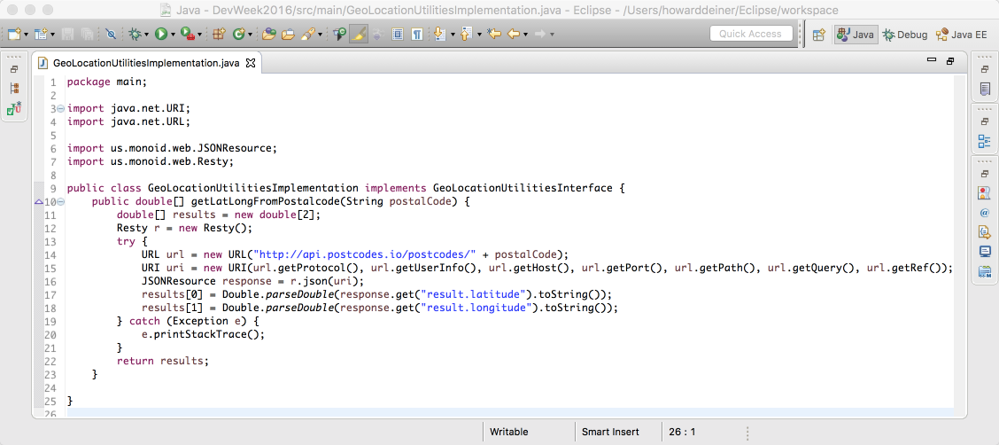 Java - DevWeek2016/src/main/GeoLocationUtilitiesImplementation.java - Eclipse - /Users/howarddeiner/Eclipse/workspace
Quick Access
Java
Debug
Java EE
GeoLocationUtilitiesImplementation.java
1 package main;
2
3 import java.net.URI;
4 import java.net.URL;
5
6 import us.monoid.web.JSONResource;
7 import us.monoid.web.Resty;
8
9 public class GeoLocationUtilitiesImplementation implements GeoLocationUtilitiesInterface {
10 public double[] getLatLongFromPostalcode(String postalCode) {
11 double[] results = new double[2];
12 Resty r = new Resty();
13 try {
14 URL url = new URL("http://api.postcodes.io/postcodes/" + postalCode);
15 URI uri = new URI(url.getProtocol(), url.getUserInfo(), url.getHost(), url.getPort(), url.getPath(), url.getQuery(), url.getRef());
16 JSONResource response = r.json(uri);
17 results[0] = Double.parseDouble(response.get("result.latitude").toString());
18 results[1] = Double.parseDouble(response.get("result.longitude").toString());
19 } catch (Exception e) {
20 e.printStackTrace();
21 }
22 return results;
23 }
24
25 }
26
Writable
Smart Insert
26 : 1